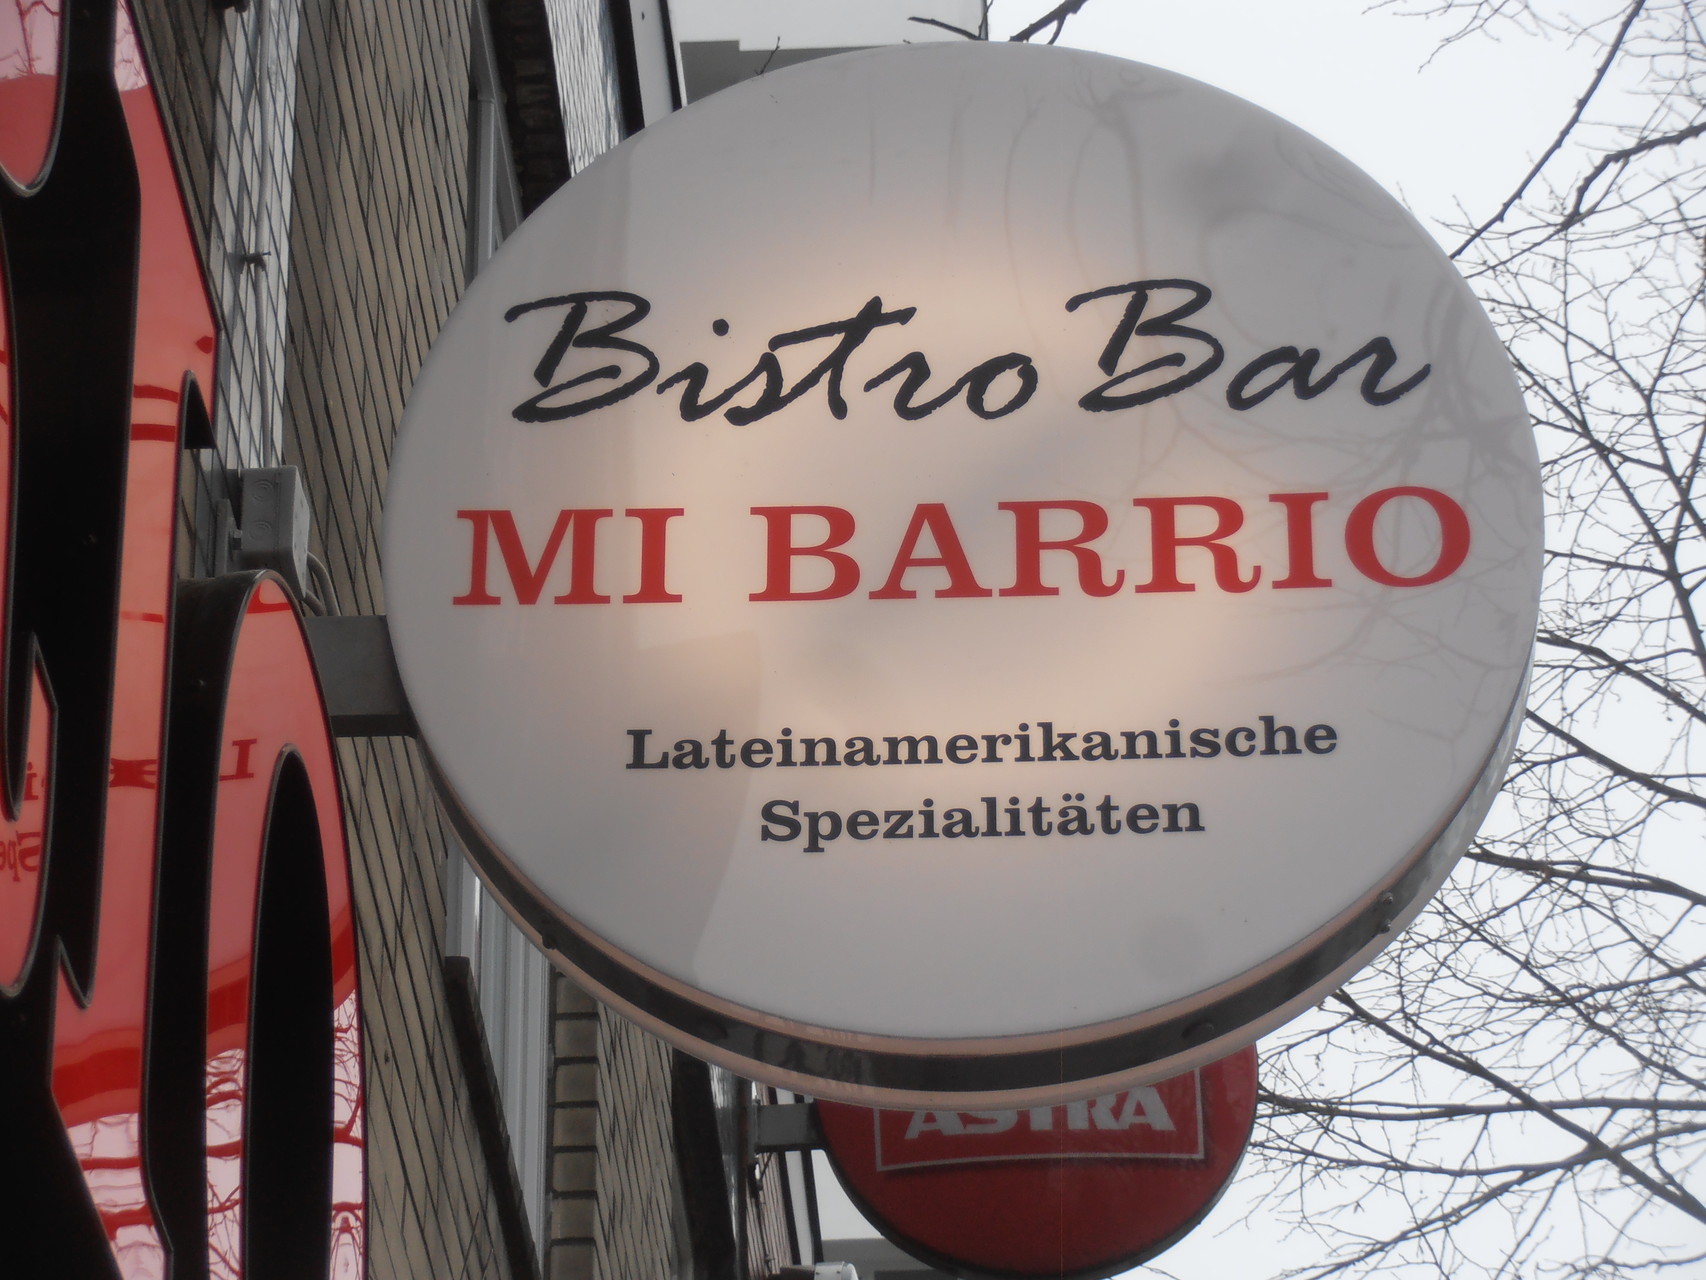 Bistro Bar
MI BARRIO
Lateinamerikanische
Spezialitäten
ASTRA